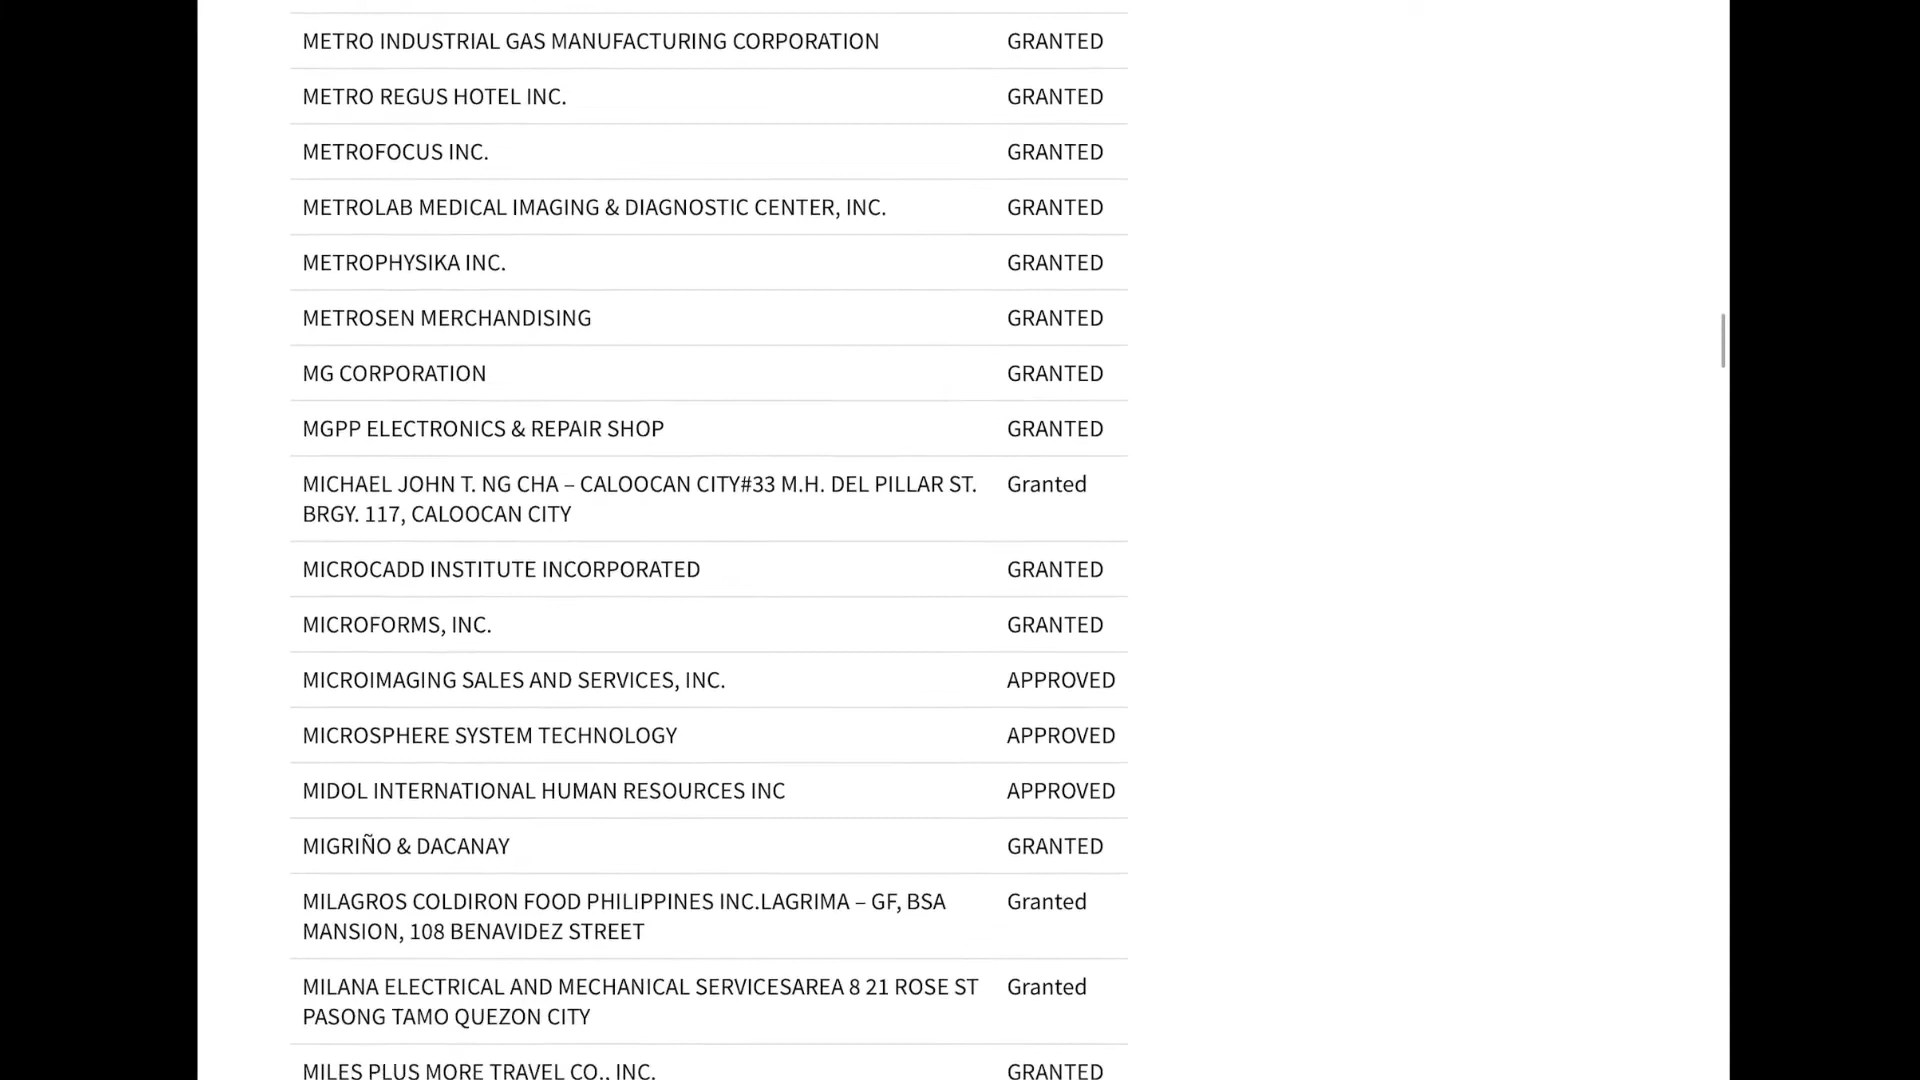 METRO INDUSTRIAL GAS MANUFACTURING CORPORATION GRANTED
METRO REGUS HOTEL INC. GRANTED
METROFOCUS INC. GRANTED
METROLAB MEDICAL IMAGING & DIAGNOSTIC CENTER, INC. GRANTED
METROPHYSIKA INC. GRANTED
METROSEN MERCHANDISING GRANTED
MG CORPORATION GRANTED
MGPP ELECTRONICS & REPAIR SHOP GRANTED
MICHAEL JOHN T. NG CHA – CALOOCAN CITY#33 M.H. DEL PILLAR ST. Granted
BRGY. 117, CALOOCAN CITY
MICROCADD INSTITUTE INCORPORATED GRANTED
MICROFORMS, INC. GRANTED
MICROIMAGING SALES AND SERVICES, INC. APPROVED
MICROSPHERE SYSTEM TECHNOLOGY APPROVED
MIDOL INTERNATIONAL HUMAN RESOURCES INC APPROVED
MIGRIÑO & DACANAY GRANTED
MILAGROS COLDIRON FOOD PHILIPPINES INC.LAGRIMA – GF, BSA Granted
MANSION, 108 BENAVIDEZ STREET
MILANA ELECTRICAL AND MECHANICAL SERVICESAREA 8 21 ROSE ST Granted
PASONG TAMO QUEZON CITY
MILES PLUS MORE TRAVEL CO., INC. GRANTED